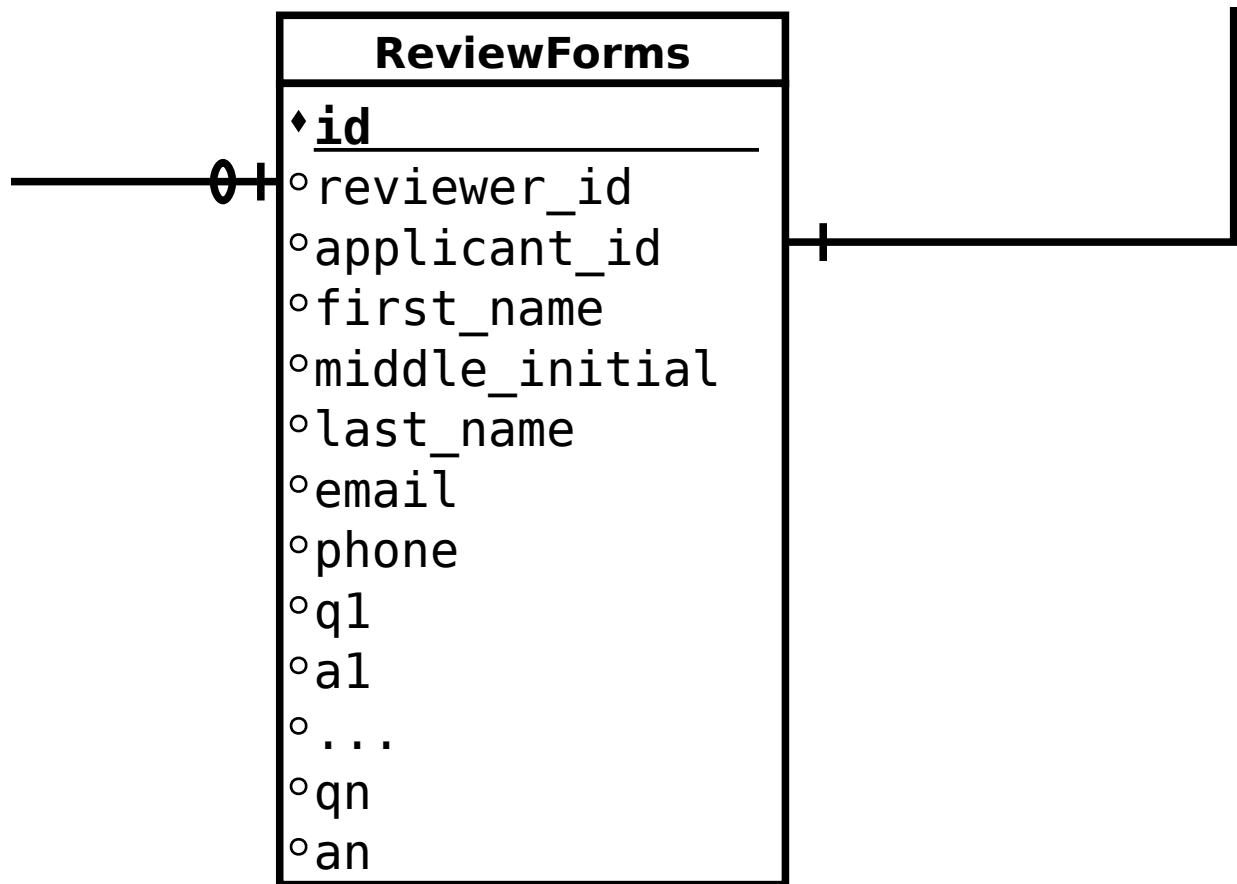 ReviewForms
id
reviewer_id
applicant_id
first_name
middle_initial
last_name
email
phone
q1
a1
...
qn
an